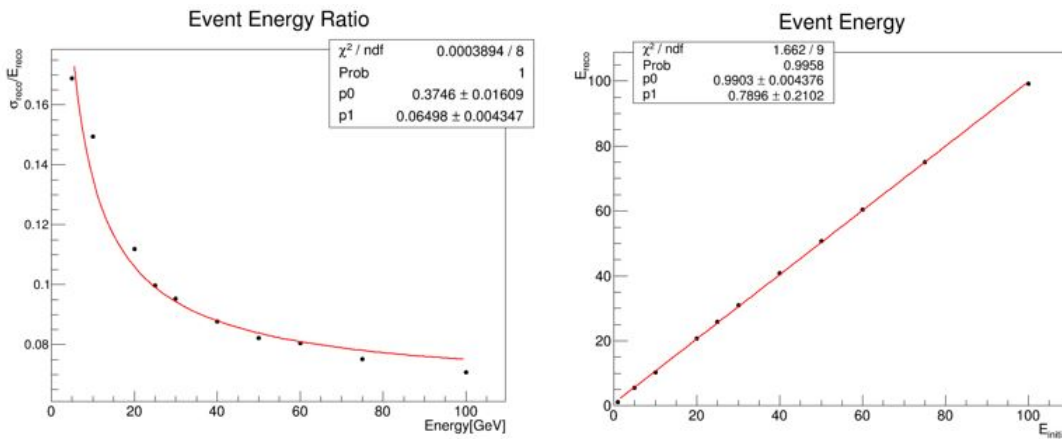 Event Energy Ratio
χ² / ndf 0.0003894 / 8
Prob 1
p0 0.3746 ± 0.01609
p1 0.06498 ± 0.004347
σreco/Ereco
0.16
0.14
0.12
0.1
0.08
0 20 40 60 80 100
Energy[GeV]
Event Energy
χ² / ndf 1.662 / 9
Prob 0.9958
p0 0.9903 ± 0.004376
p1 0.7896 ± 0.2102
Ereco
100
80
60
40
20
0
0 20 40 60 80 100
Einiti